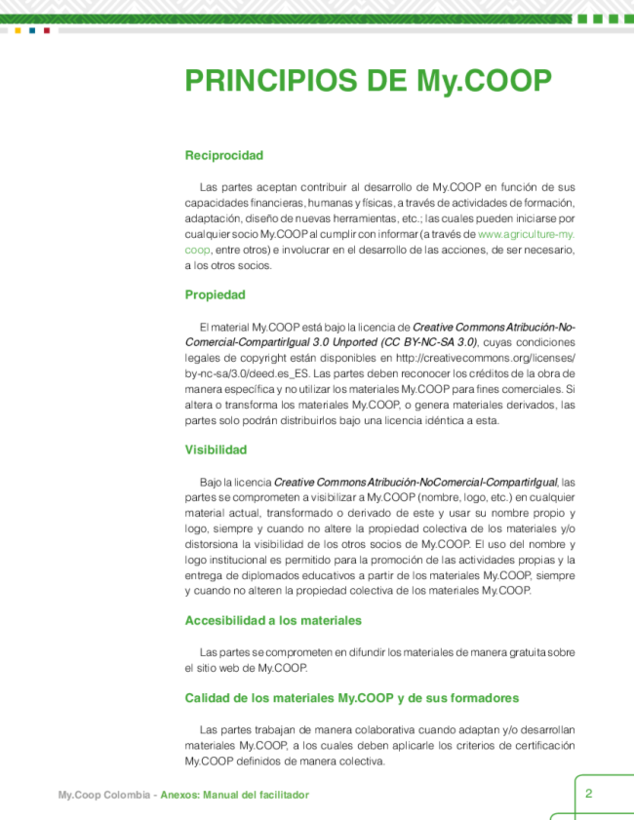 PRINCIPIOS DE My.COOP
Reciprocidad
Las partes aceptan contribuir al desarrollo de My.COOP en función de sus
capacidades financieras, humanas y físicas, a través de actividades de formación,
adaptación, diseño de nuevas herramientas, etc.; las cuales pueden iniciarse por
cualquier socio My.COOP al cumplir con informar (a través de www.agriculture-my.
coop, entre otros) e involucrar en el desarrollo de las acciones, de ser necesario,
a los otros socios.
Propiedad
El material My.COOP está bajo la licencia de Creative Commons Atribución-No-
Comercial-CompartirIgual 3.0 Unported (CC BY-NC-SA 3.0), cuyas condiciones
legales de copyright están disponibles en http://creativecommons.org/licenses/
by-nc-sa/3.0/deed.es_ES. Las partes deben reconocer los créditos de la obra de
manera específica y no utilizar los materiales My.COOP para fines comerciales. Si
altera o transforma los materiales My.COOP, o genera materiales derivados, las
partes solo podrán distribuirlos bajo una licencia idéntica a esta.
Visibilidad
Bajo la licencia Creative Commons Atribución-NoComercial-CompartirIgual, las
partes se comprometen a visibilizar a My.COOP (nombre, logo, etc.) en cualquier
material actual, transformado o derivado de este y usar su nombre propio y
logo, siempre y cuando no altere la propiedad colectiva de los materiales y/o
distorsiona la visibilidad de los otros socios de My.COOP. El uso del nombre y
logo institucional es permitido para la promoción de las actividades propias y la
entrega de diplomados educativos a partir de los materiales My.COOP, siempre
y cuando no alteren la propiedad colectiva de los materiales My.COOP.
Accesibilidad a los materiales
Las partes se comprometen en difundir los materiales de manera gratuita sobre
el sitio web de My.COOP.
Calidad de los materiales My.COOP y de sus formadores
Las partes trabajan de manera colaborativa cuando adaptan y/o desarrollan
materiales My.COOP, a los cuales deben aplicarle los criterios de certificación
My.COOP definidos de manera colectiva.
My.Coop Colombia - Anexos: Manual del facilitador
2